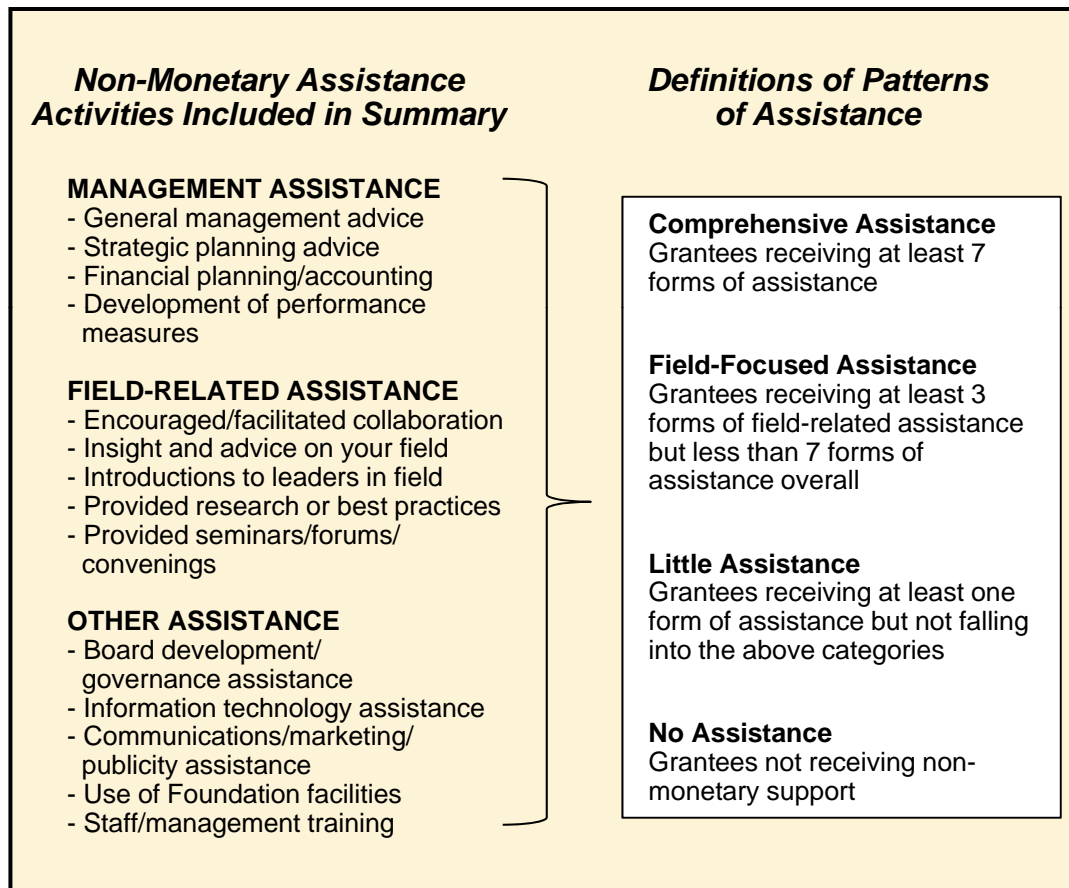 Non-Monetary Assistance
Activities Included in Summary
MANAGEMENT ASSISTANCE
- General management advice
- Strategic planning advice
- Financial planning/accounting
- Development of performance
measures
FIELD-RELATED ASSISTANCE
- Encouraged/facilitated collaboration
- Insight and advice on your field
- Introductions to leaders in field
- Provided research or best practices
- Provided seminars/forums/
convenings
OTHER ASSISTANCE
- Board development/
governance assistance
- Information technology assistance
- Communications/marketing/
publicity assistance
- Use of Foundation facilities
- Staff/management training
Definitions of Patterns
of Assistance
Comprehensive Assistance
Grantees receiving at least 7
forms of assistance
Field-Focused Assistance
Grantees receiving at least 3
forms of field-related assistance
but less than 7 forms of
assistance overall
Little Assistance
Grantees receiving at least one
form of assistance but not falling
into the above categories
No Assistance
Grantees not receiving non-
monetary support